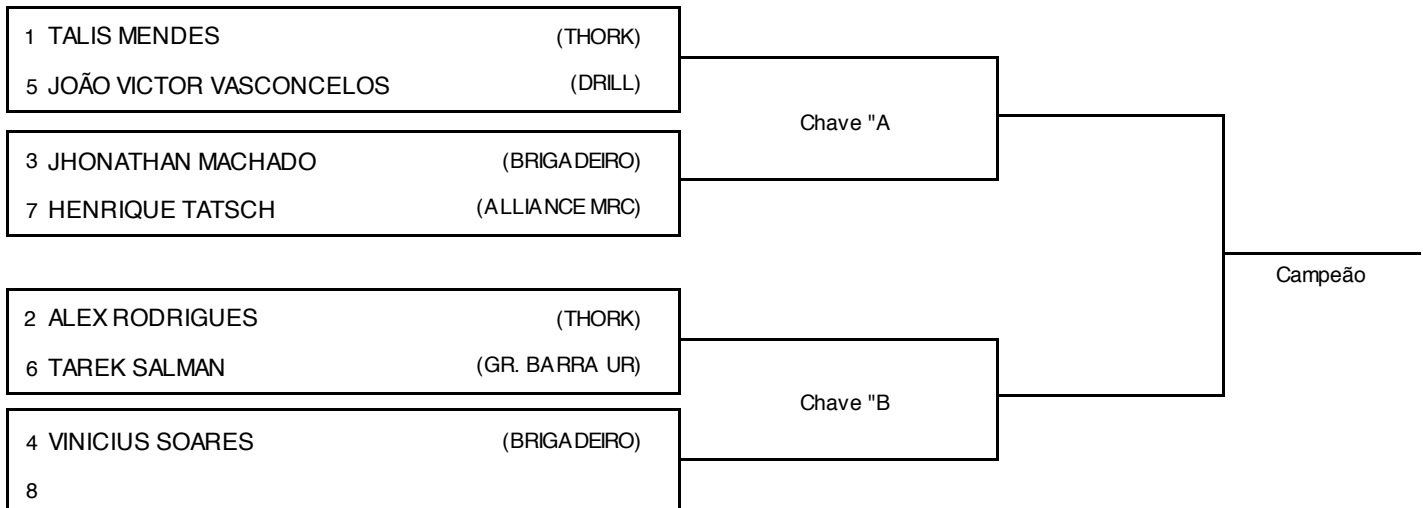 1 TALIS MENDES (THORK)
5 JOÃO VICTOR VASCONCELOS (DRILL)
Chave "A
3 JHONATHAN MACHADO (BRIGADEIRO)
7 HENRIQUE TATSCH (ALLIANCE MRC)
Campeão
2 ALEX RODRIGUES (THORK)
6 TAREK SALMAN (GR. BARRA UR)
Chave "B
4 VINICIUS SOARES (BRIGADEIRO)
8